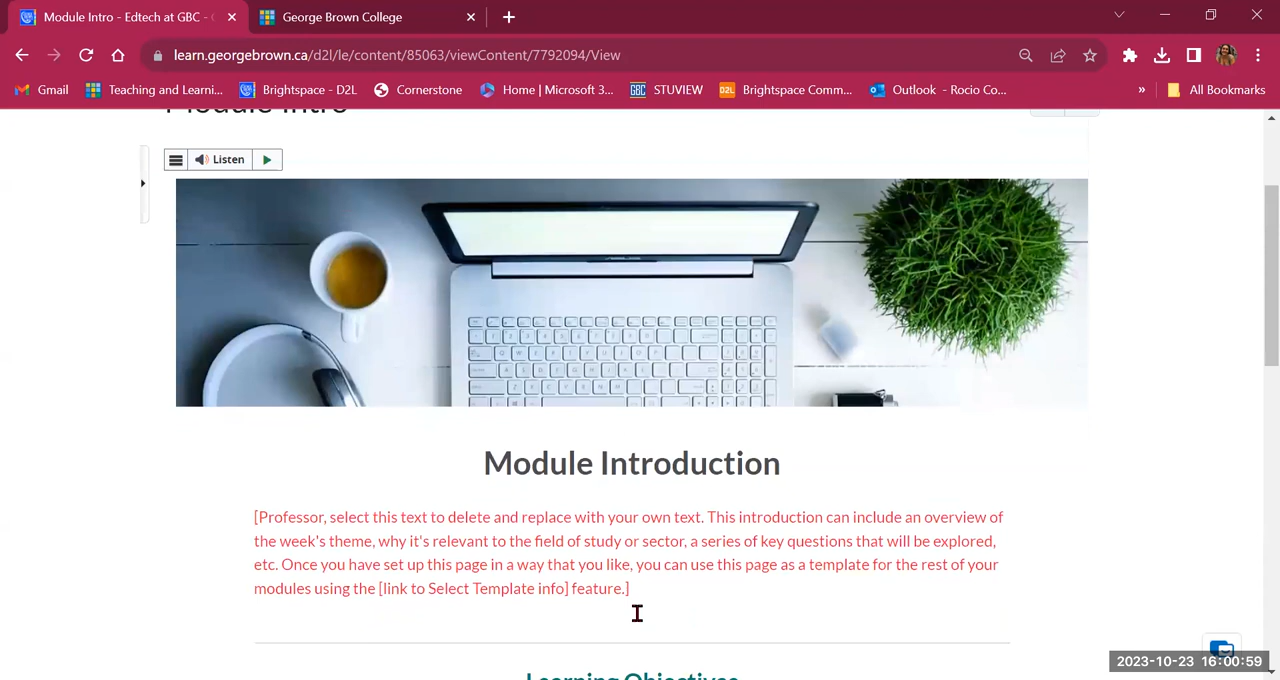 Module Intro - Edtech at GBC -
George Brown College
learn.georgebrown.ca/d2l/le/content/85063/viewContent/7792094/View
Gmail
Teaching and Learni...
Brightspace - D2L
Cornerstone
Home | Microsoft 3...
GBC STUVIEW
D2L Brightspace Comm...
Outlook - Rocio Co...
»
All Bookmarks
Module Intro
Listen
Module Introduction
[Professor, select this text to delete and replace with your own text. This introduction can include an overview of
the week's theme, why it's relevant to the field of study or sector, a series of key questions that will be explored,
etc. Once you have set up this page in a way that you like, you can use this page as a template for the rest of your
modules using the [link to Select Template info] feature.]
Learning Objectives
2023-10-23 16:00:59